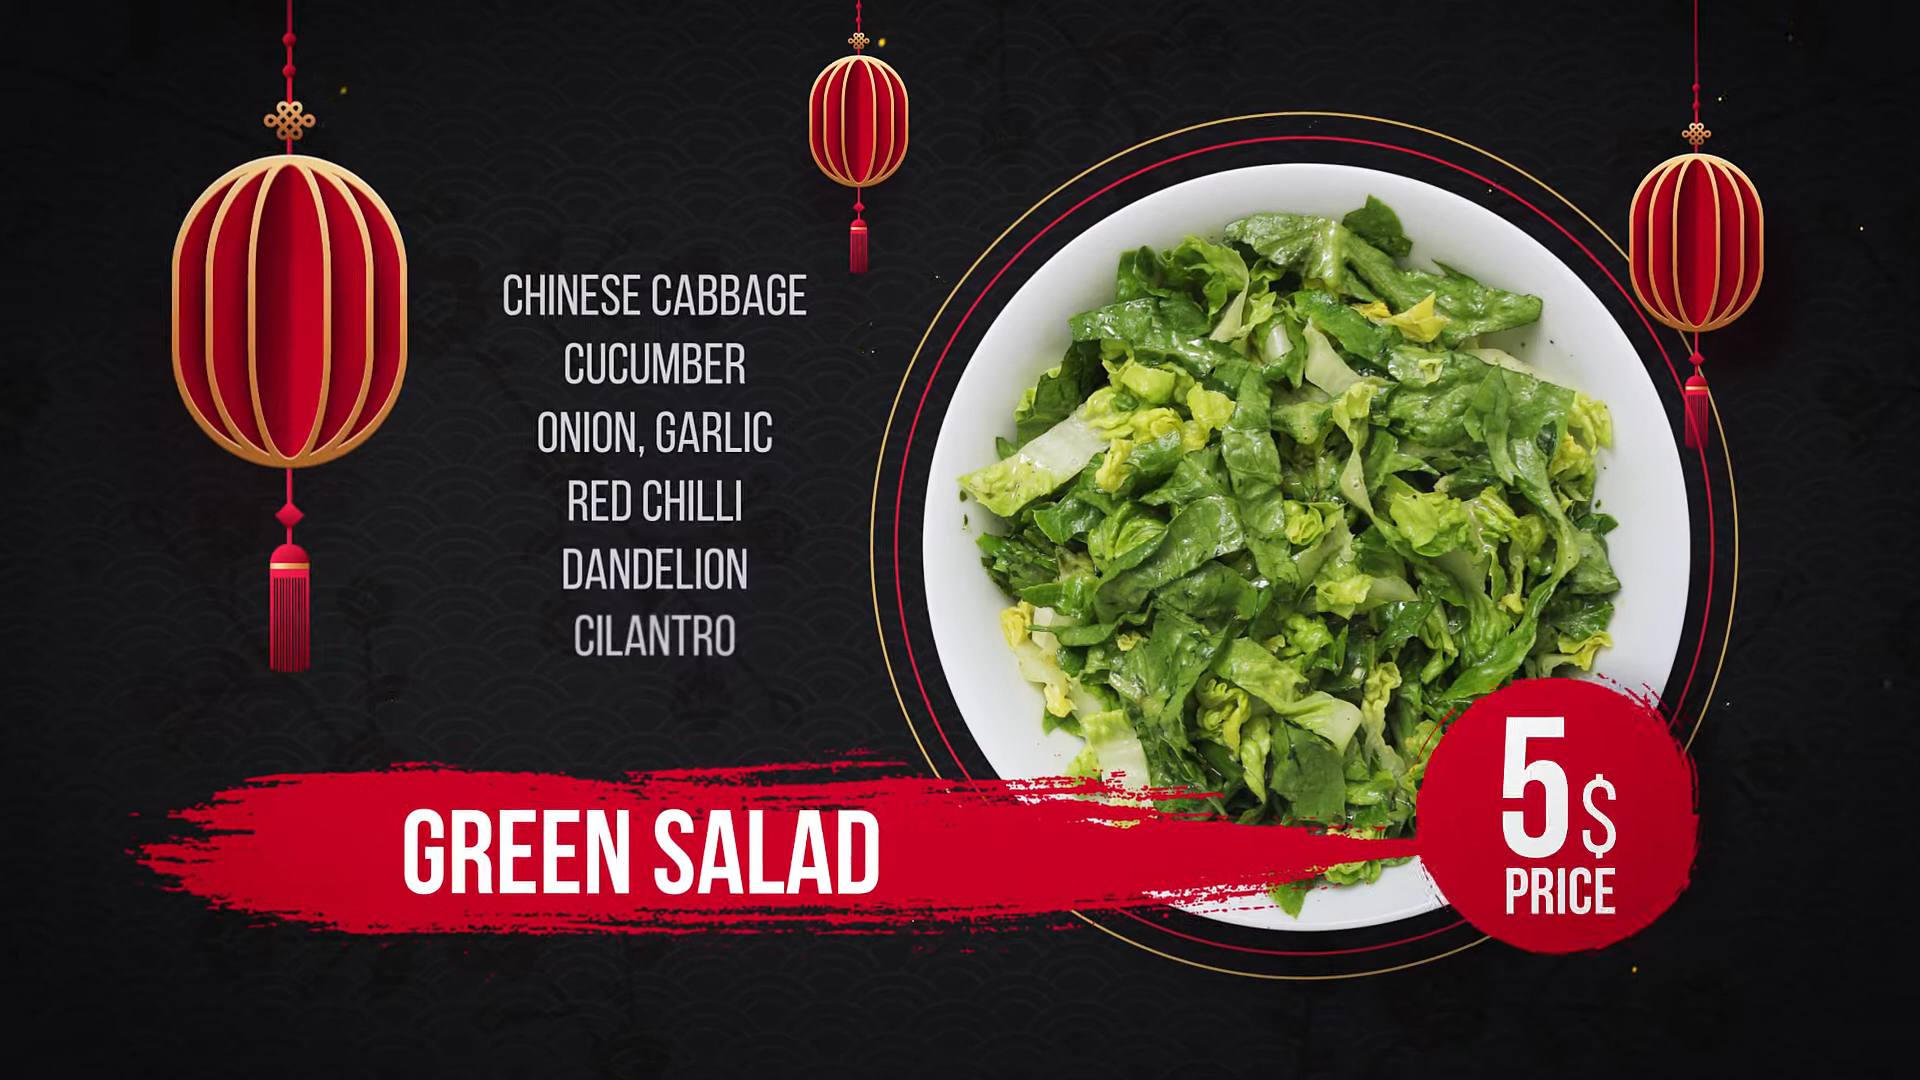 CHINESE CABBAGE
CUCUMBER
ONION, GARLIC
RED CHILLI
DANDELION
CILANTRO
GREEN SALAD
5$
PRICE